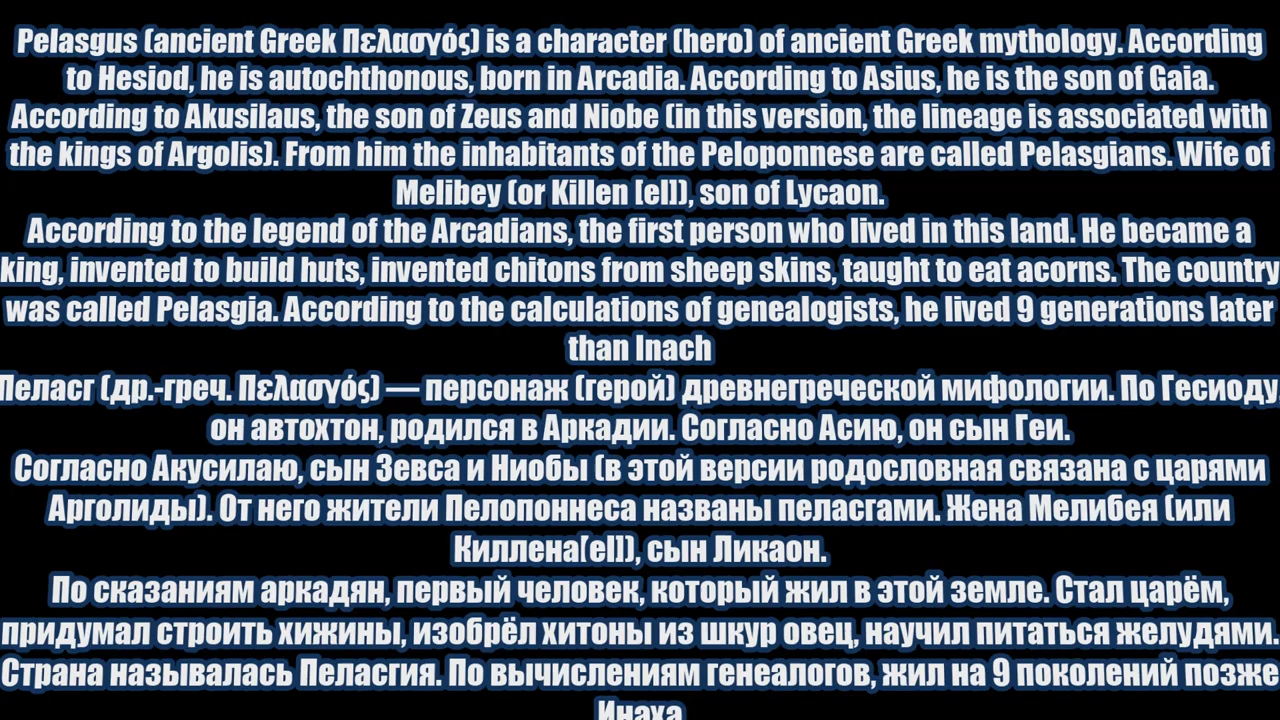 Pelasgus (ancient Greek Πελασγός) is a character (hero) of ancient Greek mythology. According
to Hesiod, he is autochthonous, born in Arcadia. According to Asius, he is the son of Gaia.
According to Akusilaus, the son of Zeus and Niobe (in this version, the lineage is associated with
the kings of Argolis). From him the inhabitants of the Peloponnese are called Pelasgians. Wife of
Melibey (or Killen [el]), son of Lycaon.
According to the legend of the Arcadians, the first person who lived in this land. He became a
king, invented to build huts, invented chitons from sheep skins, taught to eat acorns. The country
was called Pelasgia. According to the calculations of genealogists, he lived 9 generations later
than Inach
Пеласг (др.-греч. Πελασγός) — персонаж (герой) древнегреческой мифологии. По Гесиоду,
он автохтон, родился в Аркадии. Согласно Асию, он сын Геи.
Согласно Акусилаю, сын Зевса и Ниобы (в этой версии родословная связана с царями
Арголиды). От него жители Пелопоннеса названы пеласгами. Жена Мелибея (или
Киллена[el]), сын Ликаон.
По сказаниям аркадян, первый человек, который жил в этой земле. Стал царём,
придумал строить хижины, изобрёл хитоны из шкур овец, научил питаться желудями.
Страна называлась Пеласгия. По вычислениям генеалогов, жил на 9 поколений позже
Инаха